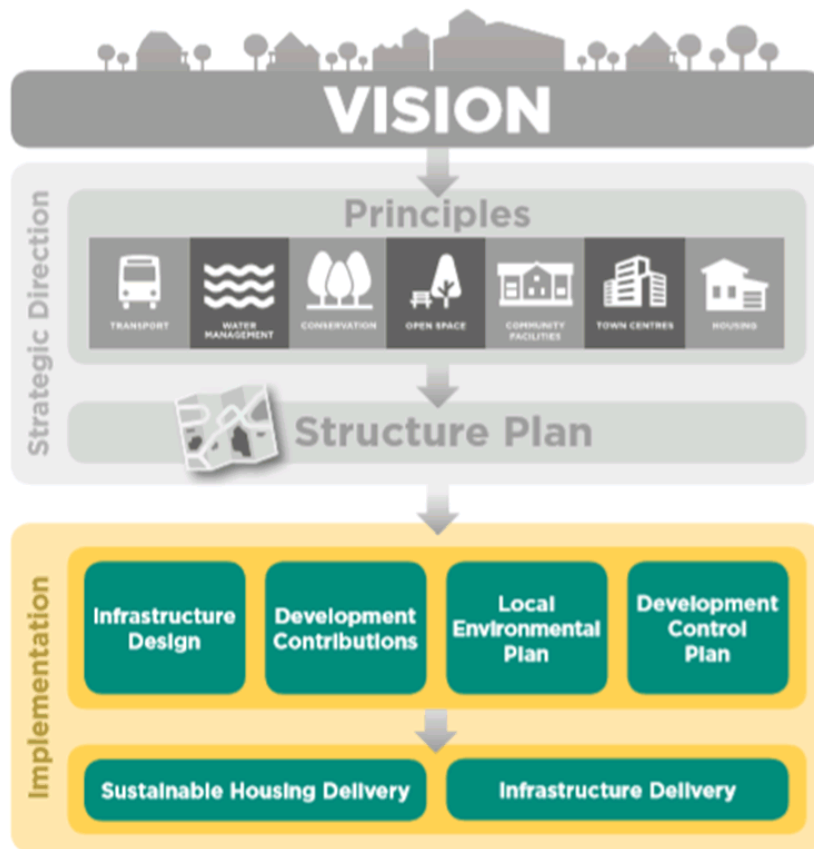 VISION
Strategic Direction
Principles
TRANSPORT
WATER
MANAGEMENT
CONSERVATION
OPEN SPACE
COMMUNITY
FACILITIES
TOWN CENTRES
HOUSING
Structure Plan
Implementation
Infrastructure
Design
Development
Contributions
Local
Environmental
Plan
Development
Control
Plan
Sustainable Housing Delivery
Infrastructure Delivery